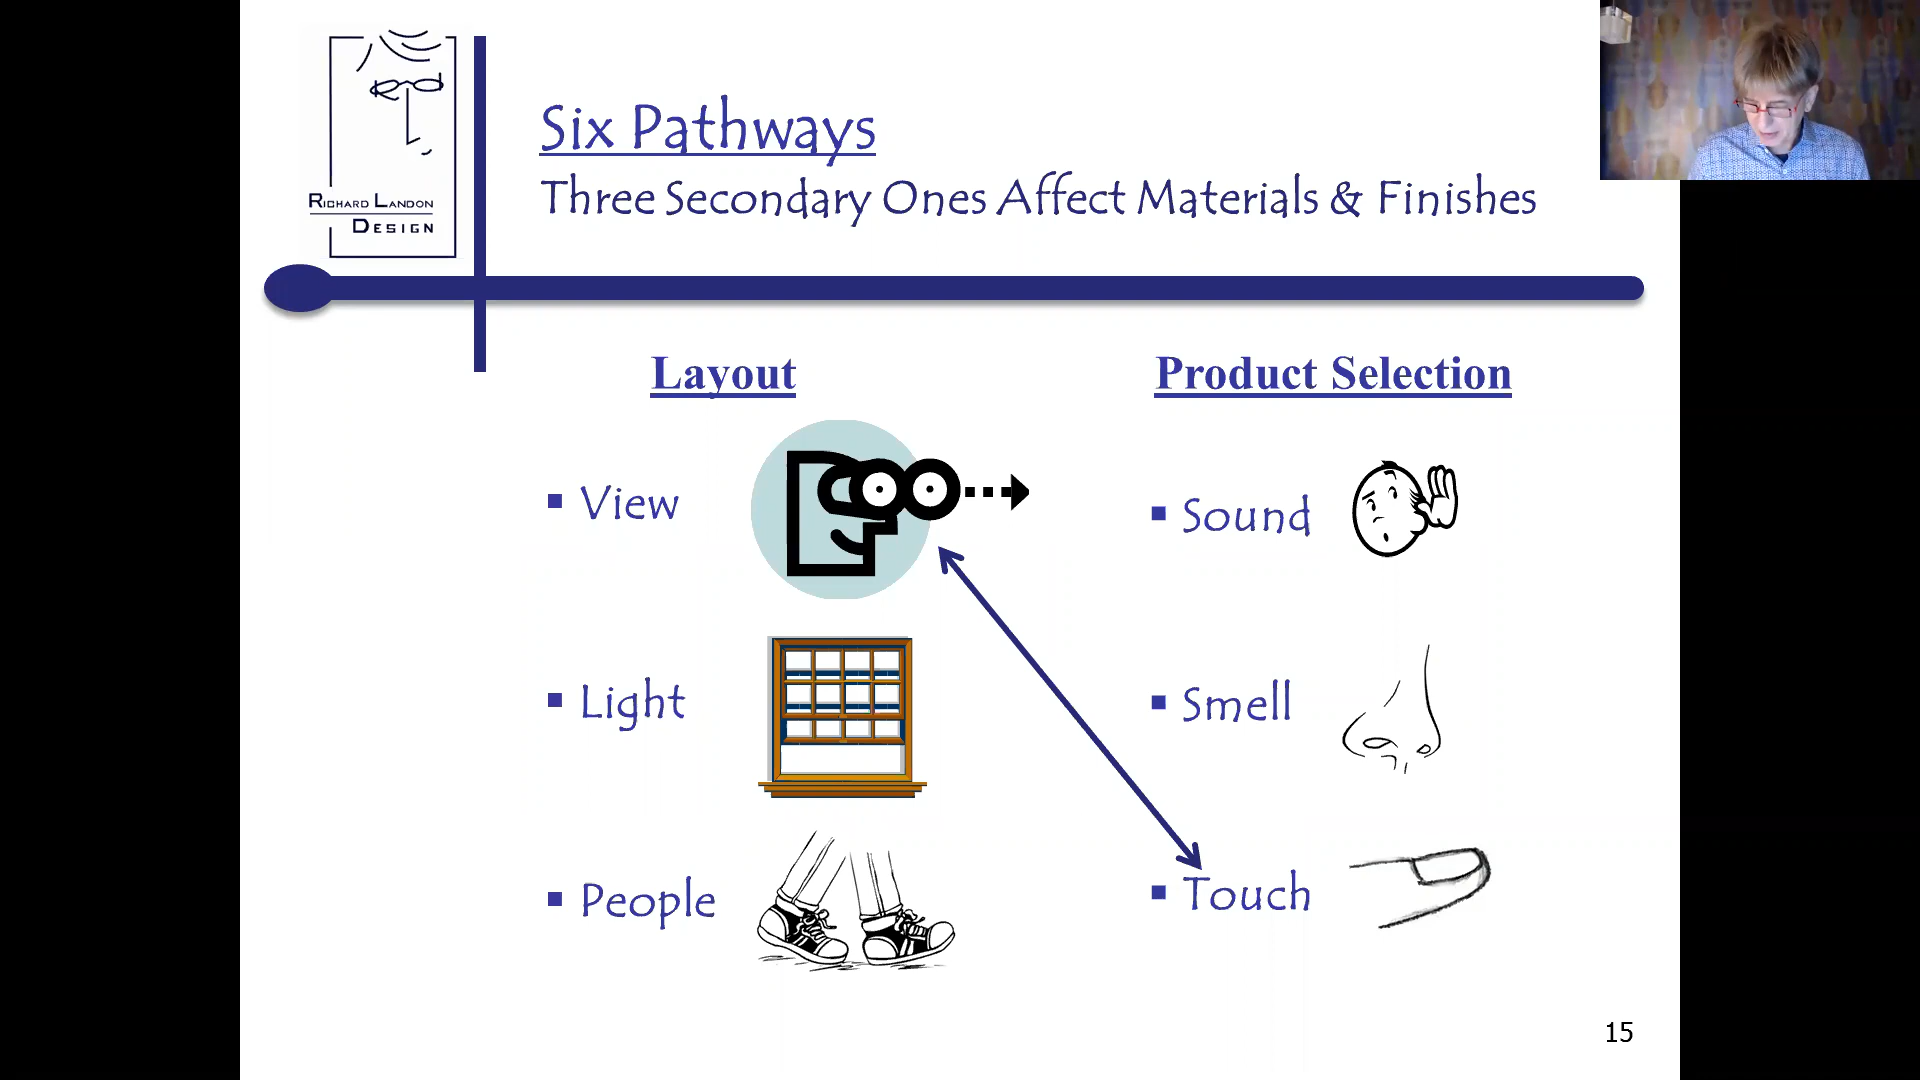 RICHARD LANDON
DESIGN
Six Pathways
Three Secondary Ones Affect Materials & Finishes
Layout
▪ View
▪ Light
▪ People
Product Selection
▪ Sound
▪ Smell
▪ Touch
15